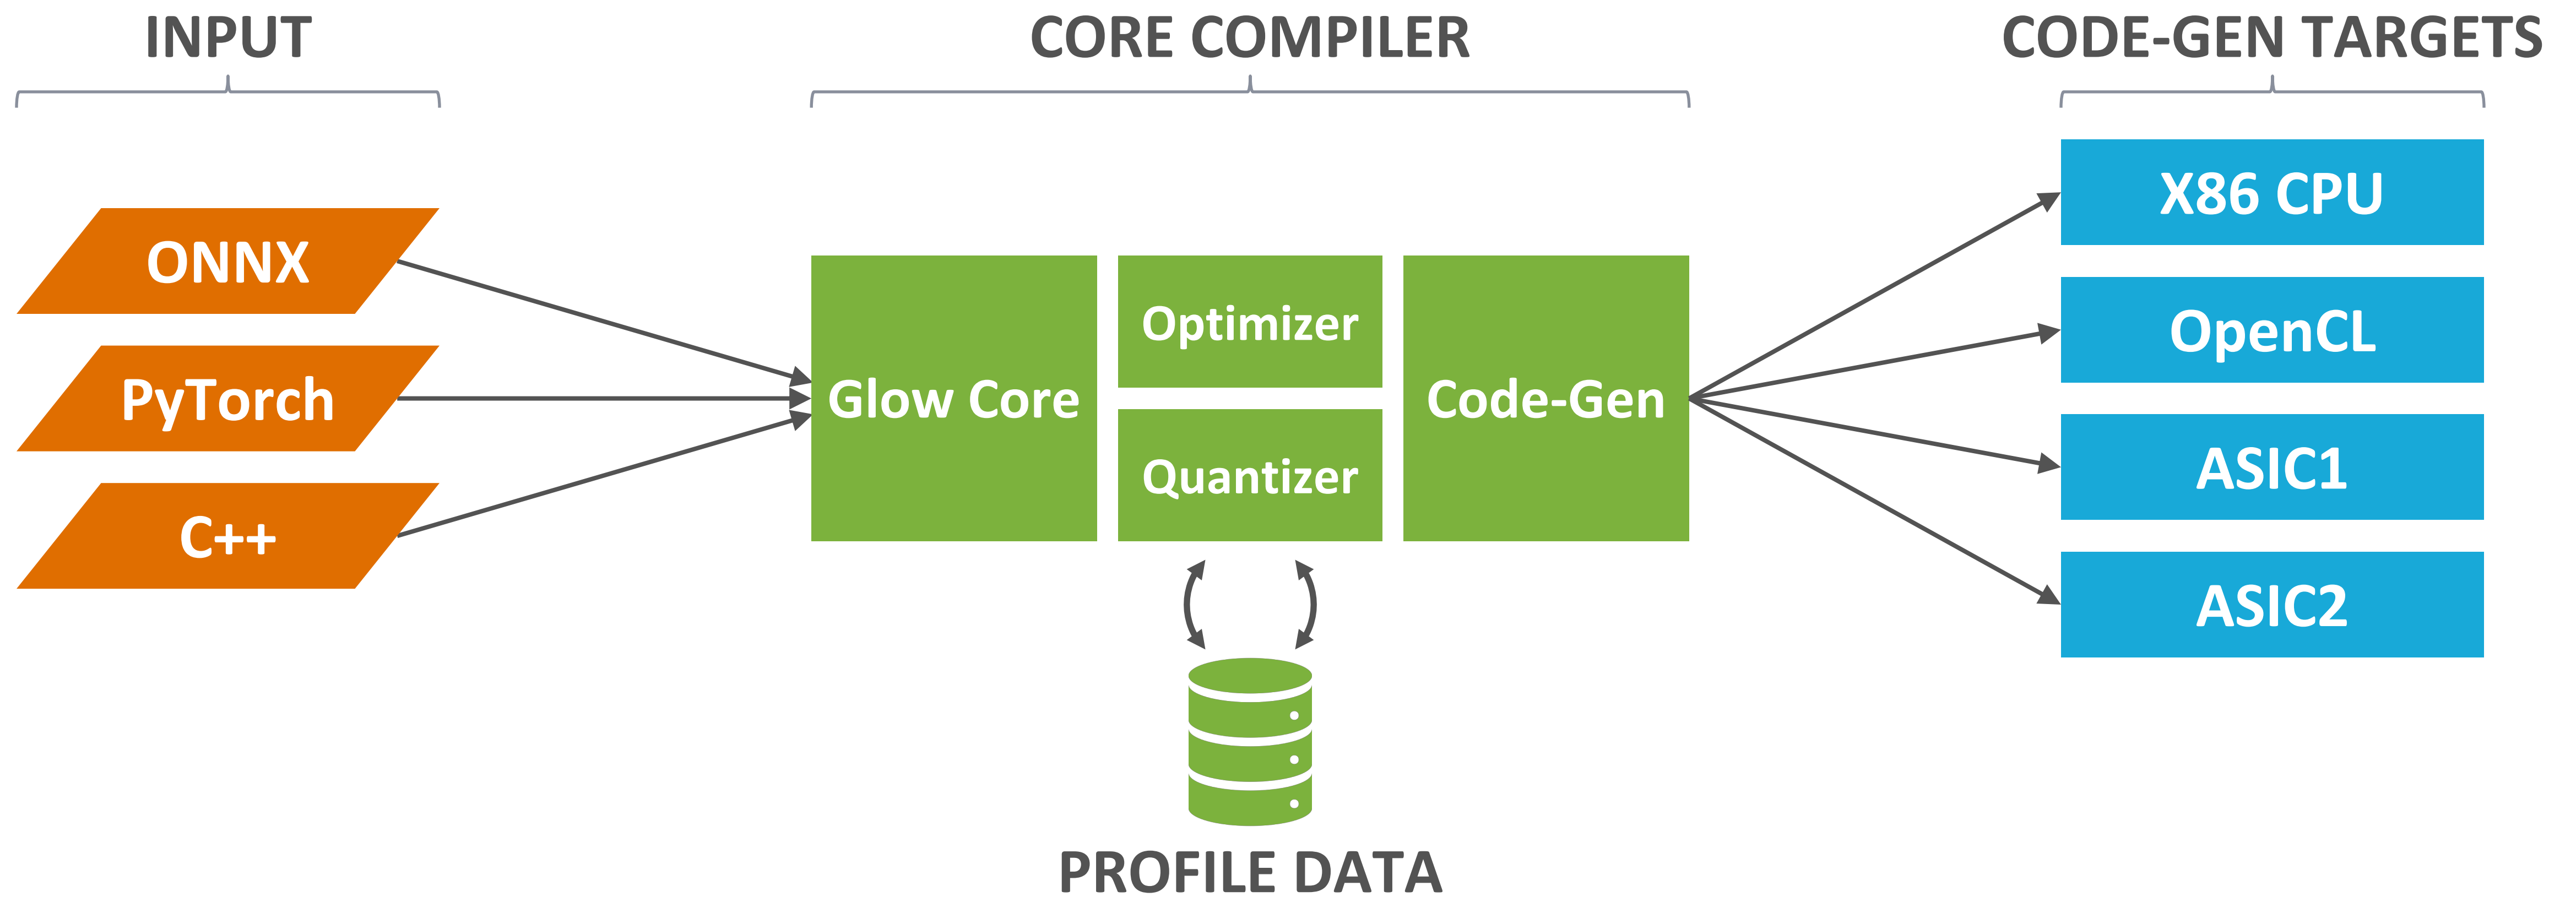 INPUT
CORE COMPILER
CODE-GEN TARGETS
ONNX
PyTorch
C++
Glow Core
Optimizer
Quantizer
Code-Gen
X86 CPU
OpenCL
ASIC1
ASIC2
PROFILE DATA